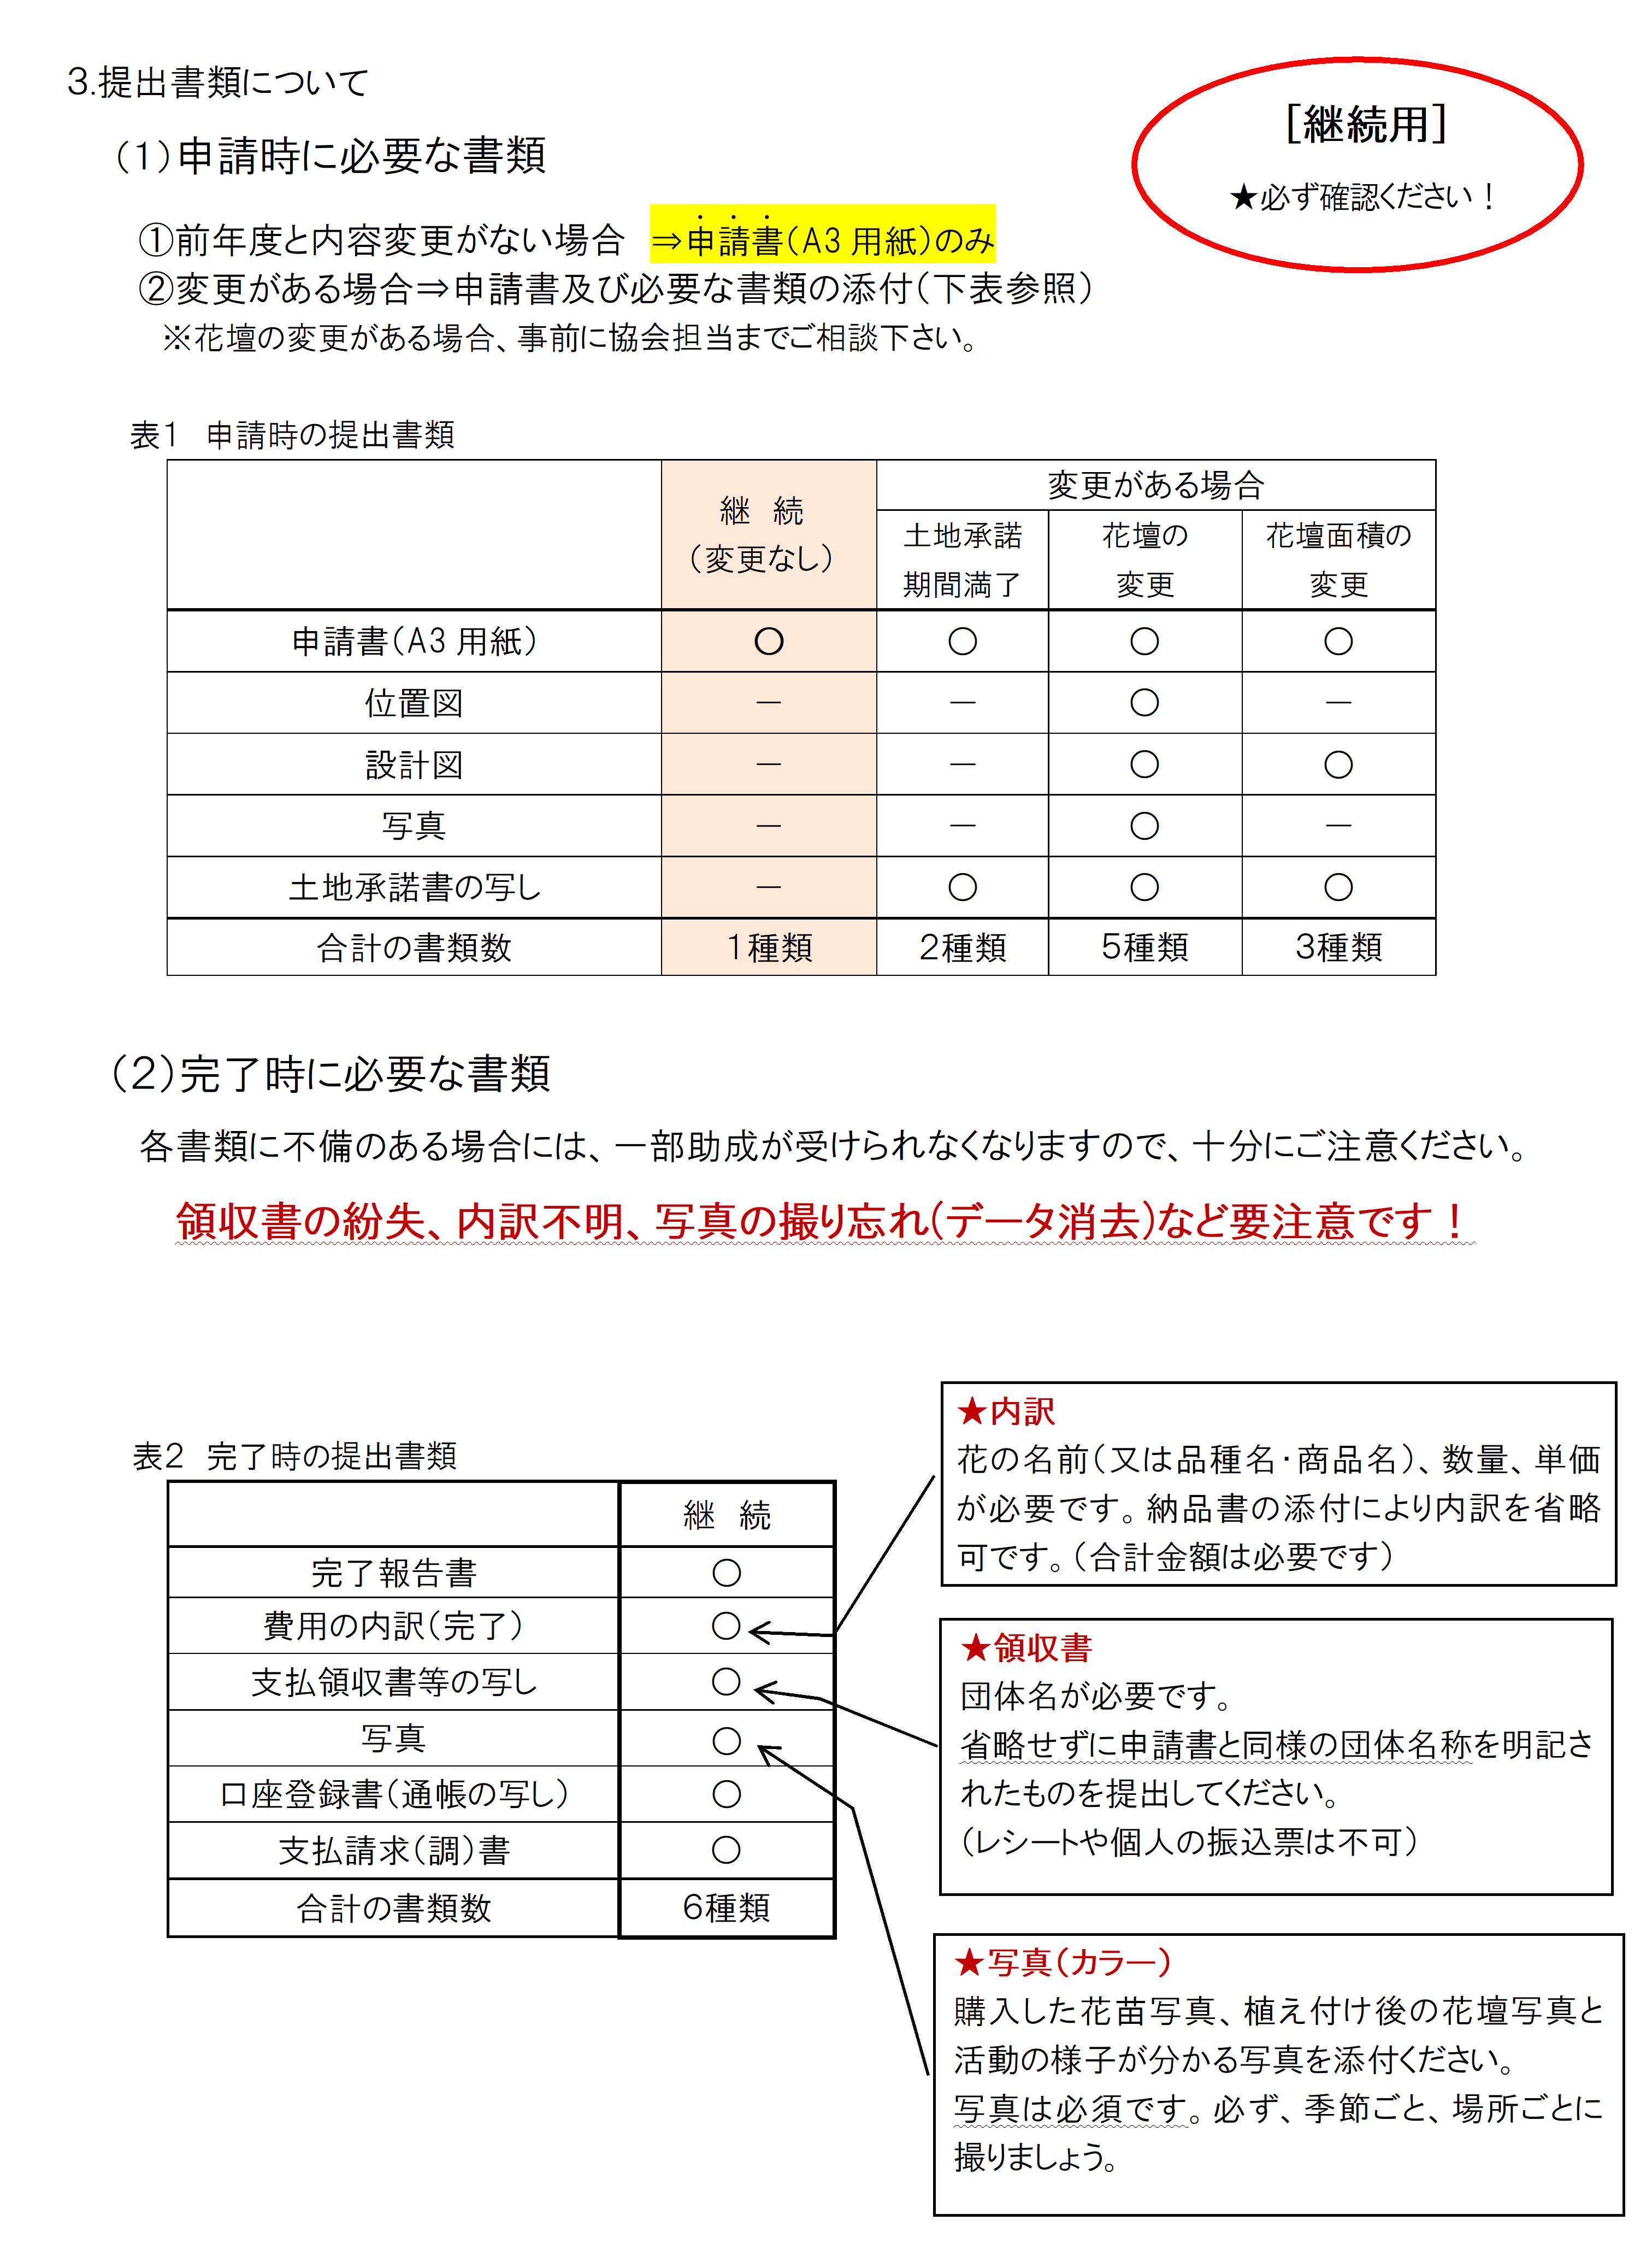 3.提出書類について
[継続用]
★必ず確認ください！
（1）申請時に必要な書類
①前年度と内容変更がない場合　⇒申請書（A3用紙）のみ
②変更がある場合⇒申請書及び必要な書類の添付（下表参照）
※花壇の変更がある場合、事前に協会担当までご相談下さい。
表1　申請時の提出書類
継　続
（変更なし）
変更がある場合
土地承諾
期間満了
花壇の
変更
花壇面積の
変更
申請書（A3用紙）　○　○　○　○
位置図　－　－　○　－
設計図　－　－　○　○
写真　－　－　○　－
土地承諾書の写し　－　○　○　○
合計の書類数　1種類　2種類　5種類　3種類
（2）完了時に必要な書類
各書類に不備のある場合には、一部助成が受けられなくなりますので、十分にご注意ください。
領収書の紛失、内訳不明、写真の撮り忘れ(データ消去)など要注意です！
表2　完了時の提出書類
継　続
完了報告書　○
費用の内訳（完了）　○
支払領収書等の写し　○
写真　○
口座登録書（通帳の写し）　○
支払請求（調）書　○
合計の書類数　6種類
★内訳
花の名前（又は品種名・商品名）、数量、単価
が必要です。納品書の添付により内訳を省略
可です。（合計金額は必要です）
★領収書
団体名が必要です。
省略せずに申請書と同様の団体名称を明記さ
れたものを提出してください。
（レシートや個人の振込票は不可）
★写真（カラー）
購入した花苗写真、植え付け後の花壇写真と
活動の様子が分かる写真を添付ください。
写真は必須です。必ず、季節ごと、場所ごとに
撮りましょう。